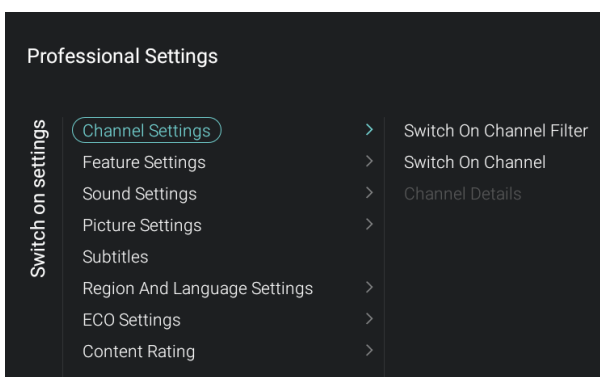 Professional Settings
Switch on settings
Channel Settings
Feature Settings
Sound Settings
Picture Settings
Subtitles
Region And Language Settings
ECO Settings
Content Rating
Switch On Channel Filter
Switch On Channel
Channel Details